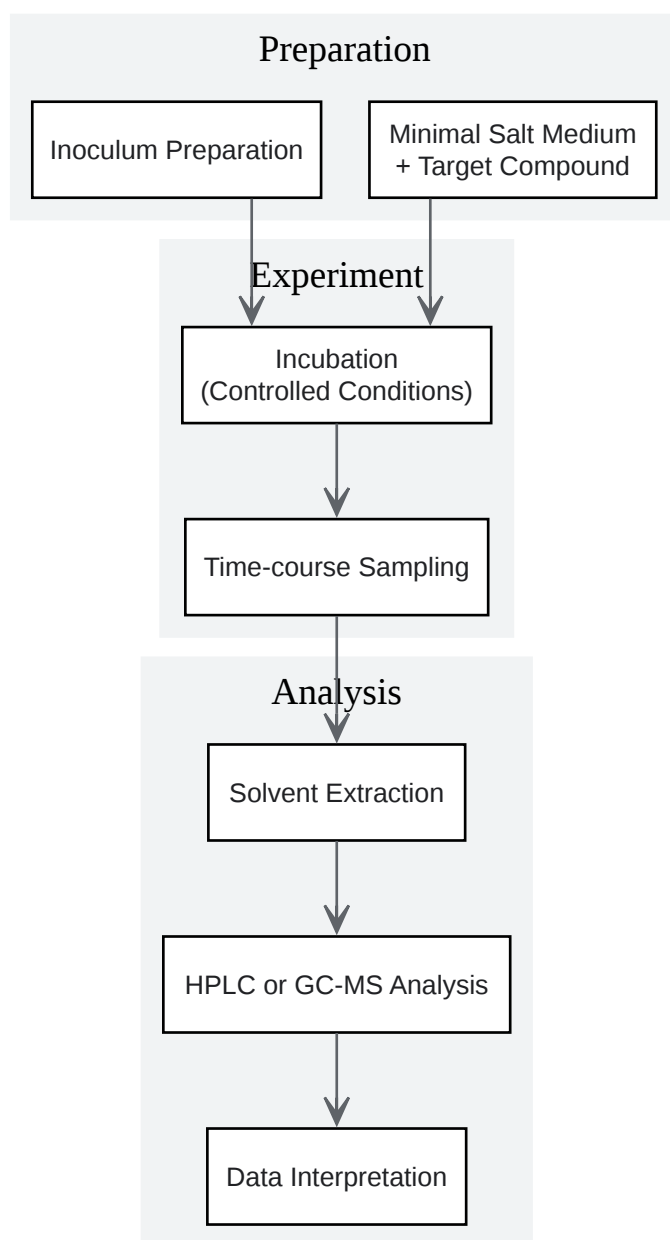 Preparation
Inoculum Preparation
Minimal Salt Medium
+ Target Compound
Experiment
Incubation
(Controlled Conditions)
Time-course Sampling
Analysis
Solvent Extraction
HPLC or GC-MS Analysis
Data Interpretation